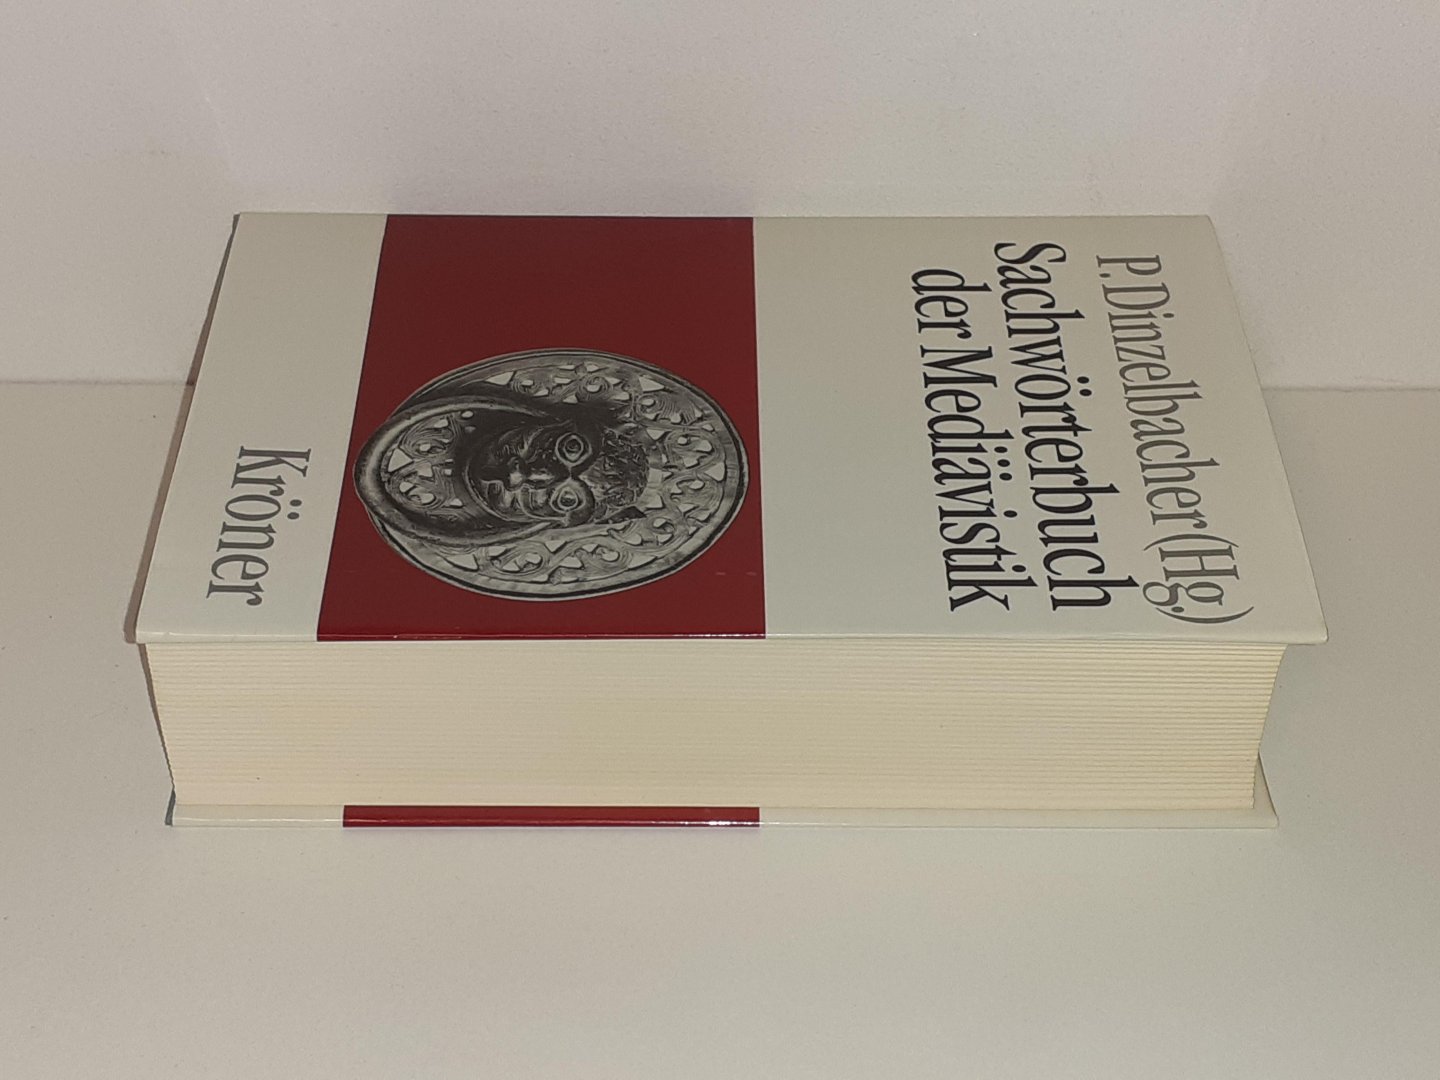 P. Dinzelbacher (Hg.)
Sachwörterbuch
der Mediävistik
Kröner